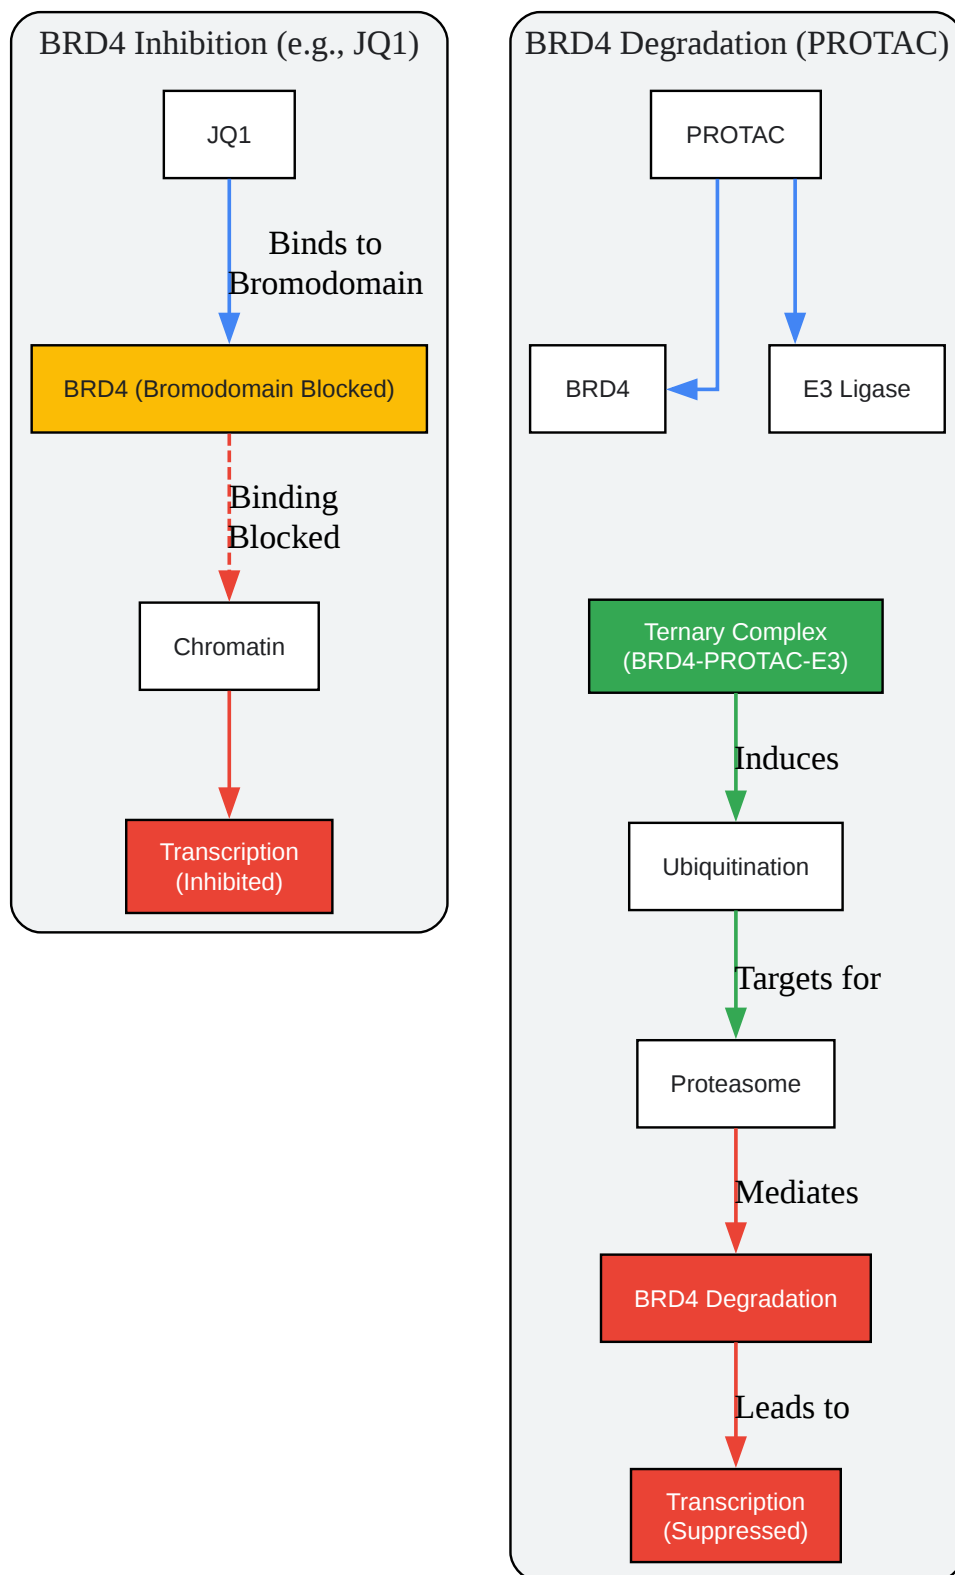 BRD4 Inhibition (e.g., JQ1)
JQ1
Binds to
Bromodomain
BRD4 (Bromodomain Blocked)
Binding
Blocked
Chromatin
Transcription
(Inhibited)
BRD4 Degradation (PROTAC)
PROTAC
BRD4
E3 Ligase
Ternary Complex
(BRD4-PROTAC-E3)
Induces
Ubiquitination
Targets for
Proteasome
Mediates
BRD4 Degradation
Leads to
Transcription
(Suppressed)